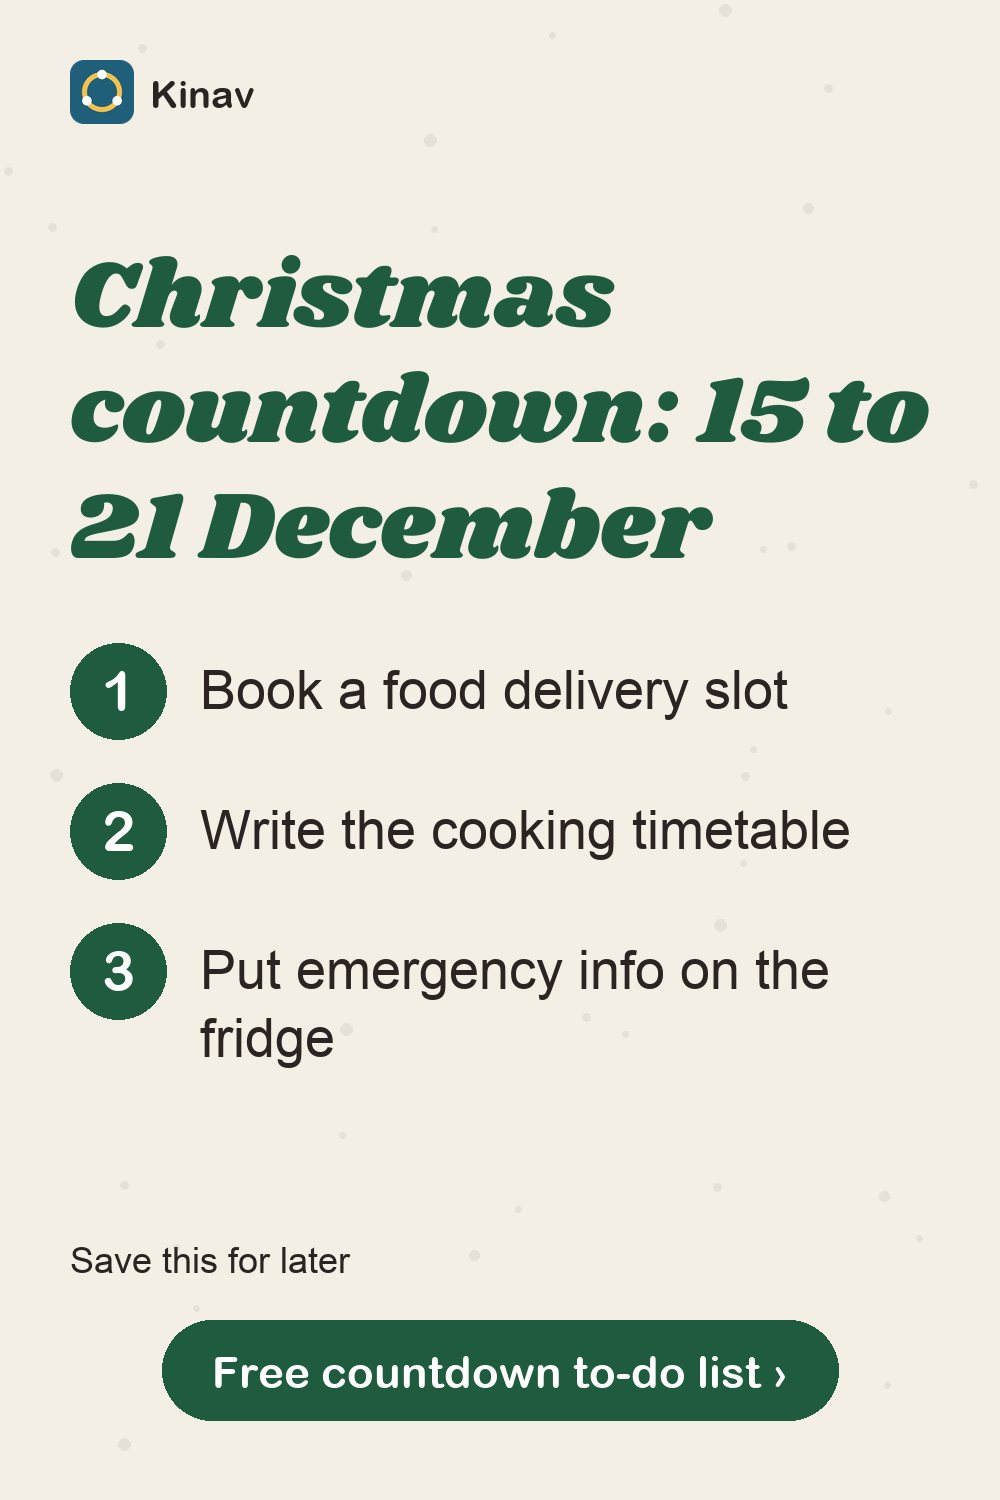 Kinav
Christmas
countdown: 15 to
21 December
1 Book a food delivery slot
2 Write the cooking timetable
3 Put emergency info on the
fridge
Save this for later
Free countdown to-do list ›